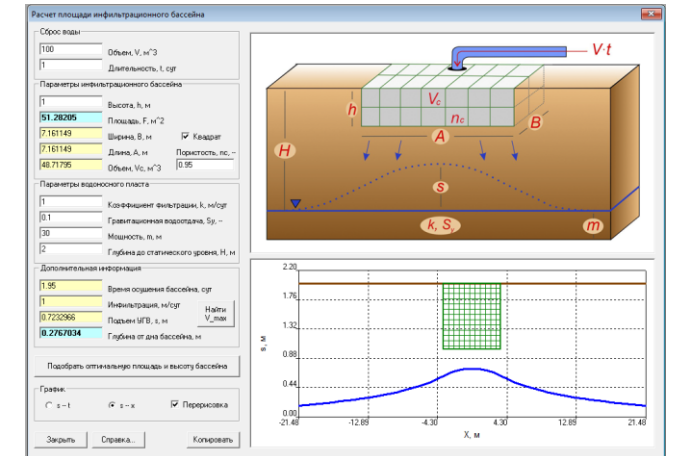 Расчет площади инфильтрационного бассейна
Сброс воды
100
Объем, V, м^3
1
Длительность, t, сут
Параметры инфильтрационного бассейна
1
Высота, h, м
51.28205
Площадь, F, м^2
7.161149
Ширина, B, м
Квадрат
7.161149
Длина, A, м
Пористость, nc, -
48.71795
Объем, Vc, м^3
0.95
Параметры водоносного пласта
1
Коэффициент фильтрации, k, м/сут
0.1
Гравитационная водоотдача, Sy, -
30
Мощность, m, м
2
Глубина до статического уровня, H, м
Дополнительная информация
1.95
Время осушения бассейна, сут
1
Инфильтрация, м/сут
0.7232966
Подъем УГВ, s, м
Найти
V_max
0.2767034
Глубина от дна бассейна, м
Подобрать оптимальную площадь и высоту бассейна
График
s - t
s - x
Перерисовка
Закрыть
Справка...
Копировать
V·t
Vc
h
nc
B
A
H
s
k, Sy
m
2.20
1.76
1.32
0.88
0.44
0.00
s, м
-21.48
-12.89
-4.30
4.30
12.89
21.48
X, м